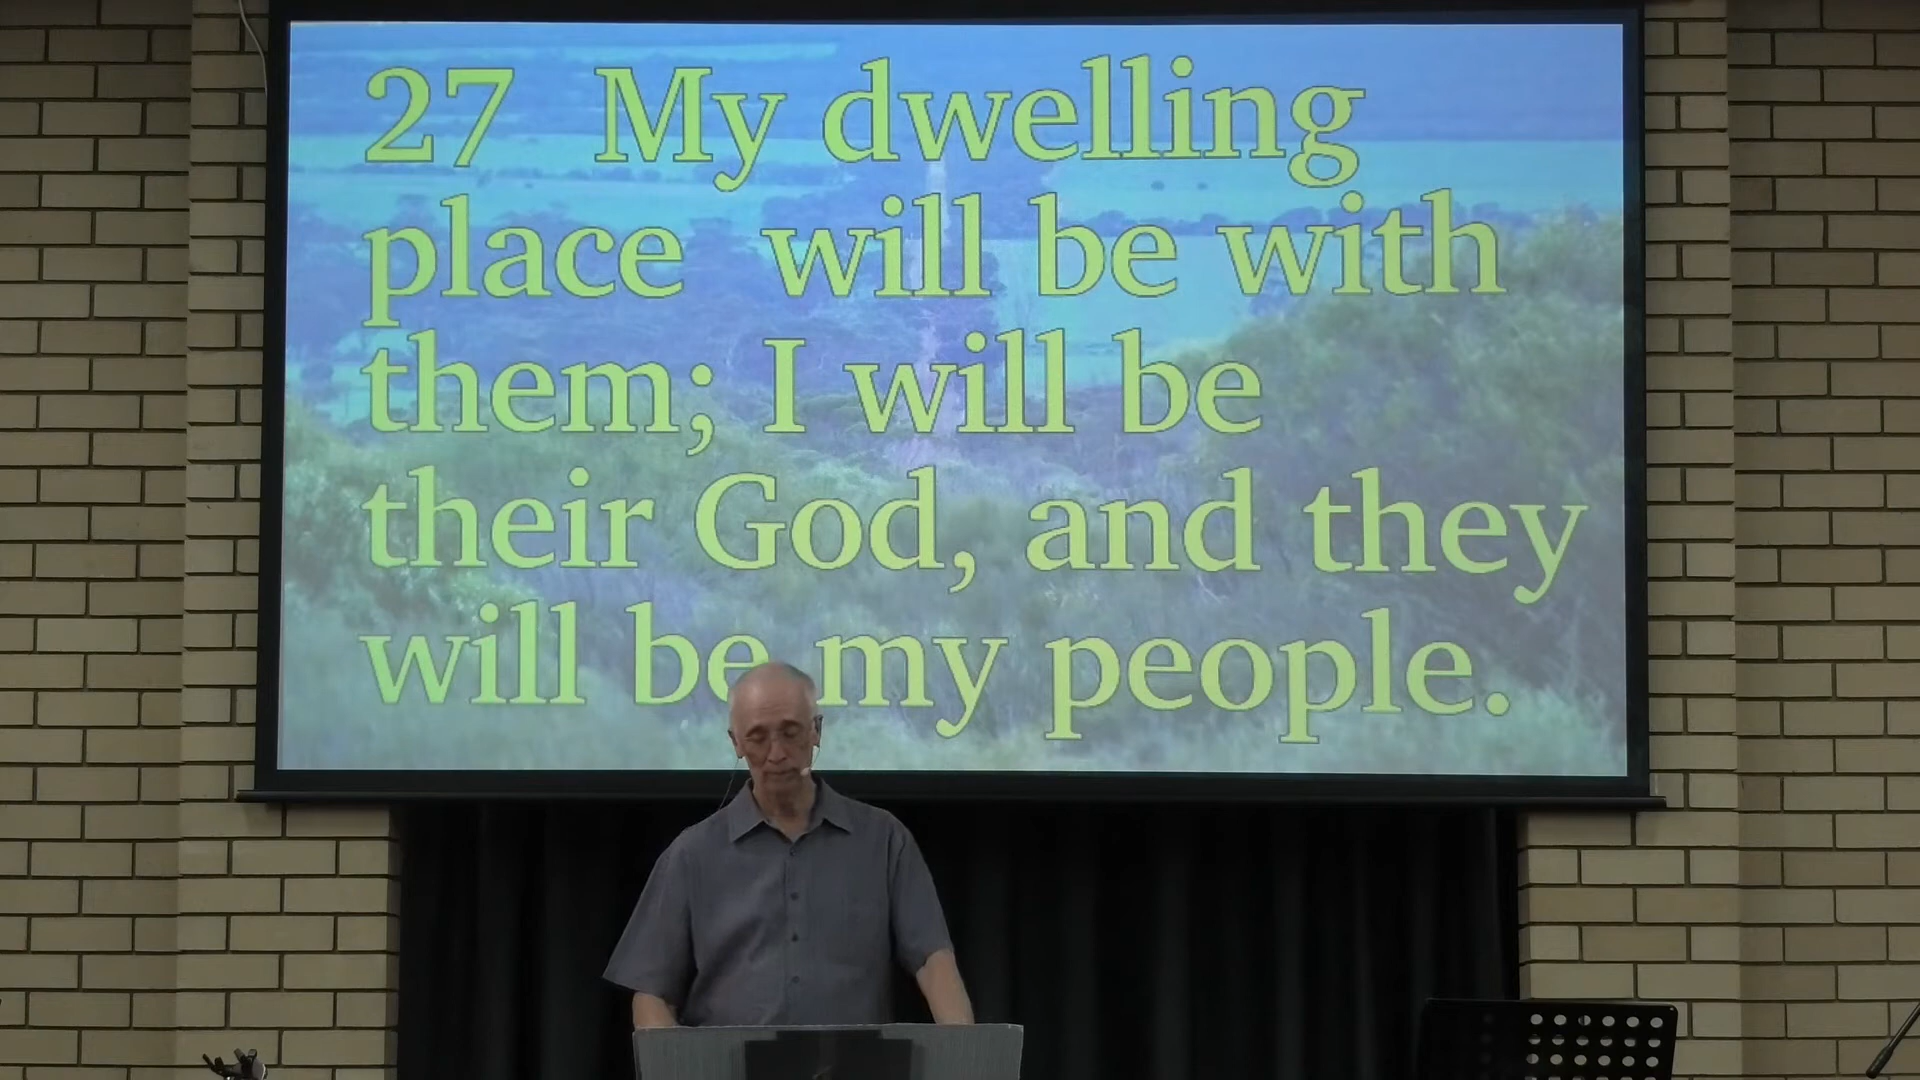 27 My dwelling
place will be with
them; I will be
their God, and they
will be my people.